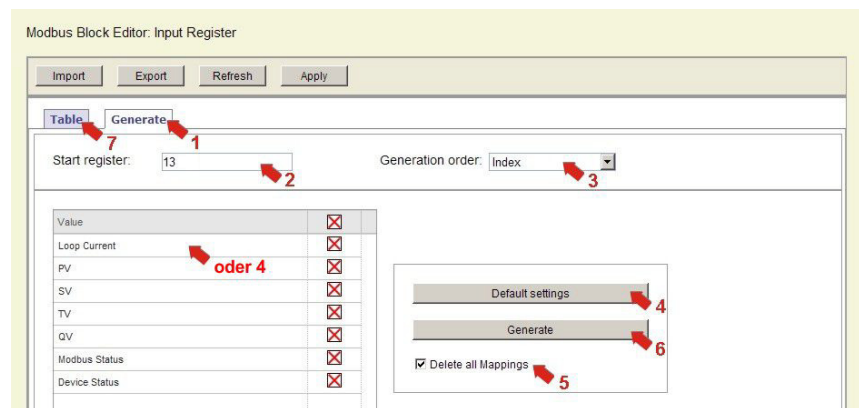 Modbus Block Editor: Input Register
Import Export Refresh Apply
Table Generate
7 1
Start register: 13 Generation order: Index
2 3
Value
Loop Current
oder 4
PV
SV
TV
QV
Modbus Status
Device Status
Default settings
4
Generate
6
Delete all Mappings
5